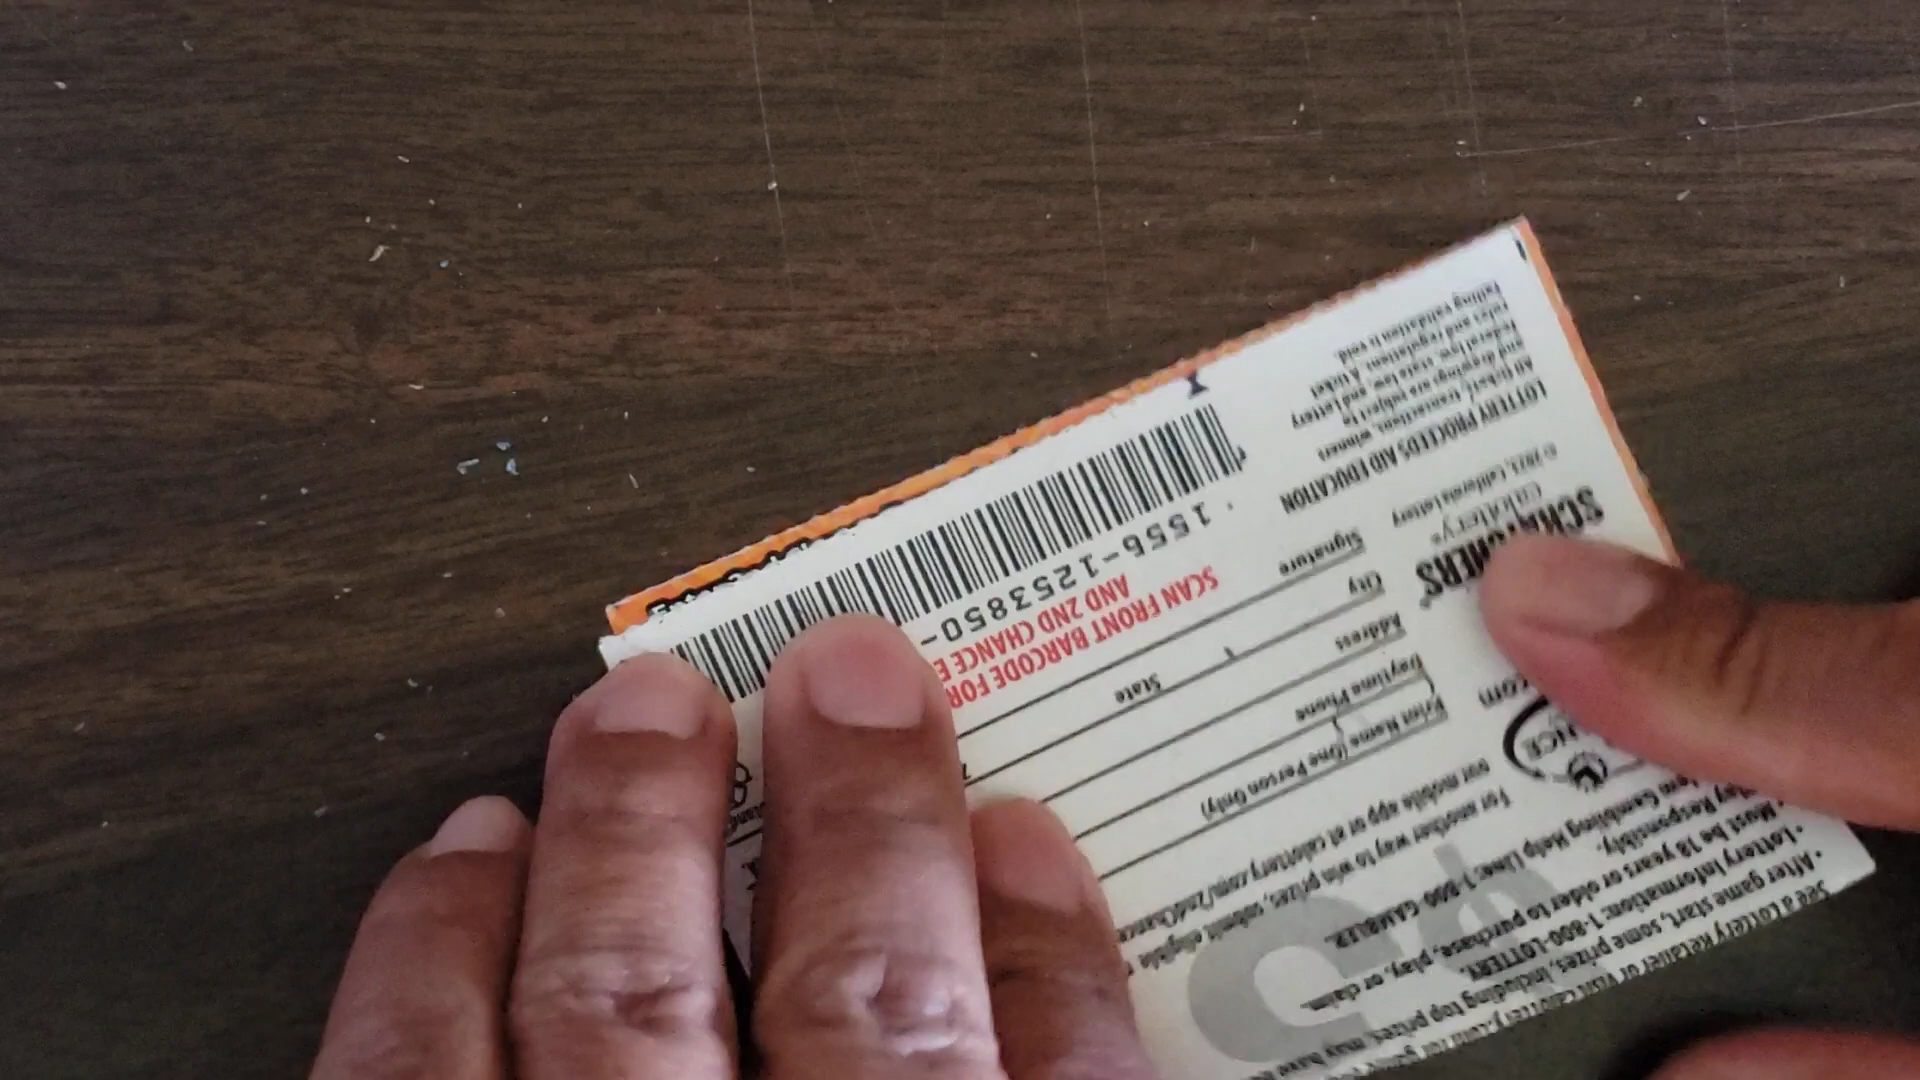 See a Lottery Retailer or visit calottery.com for
• After game start, some prizes, including top prizes, may have
• Lottery Information: 1-800-LOTTERY.
• Must be 18 years or older to purchase, play, or claim.
Play Responsibly.
Gambling Help Line: 1-800-GAMBLER.
For another way to win prizes, submit eligible
our mobile app or at calottery.com/2ndChance
Print Name (One Person Only)
Daytime Phone
Address
City
State
Signature
SCAN FRONT BARCODE FOR
AND 2ND CHANCE
1556-1253850-
SCRATCHERS®
calottery®
© 2023, California Lottery
LOTTERY PROCEEDS AID EDUCATION
All tickets, transactions, winners
and drawings are subject to
federal law, state law, and Lottery
rules and regulations. A ticket
failing validation is void.
$5